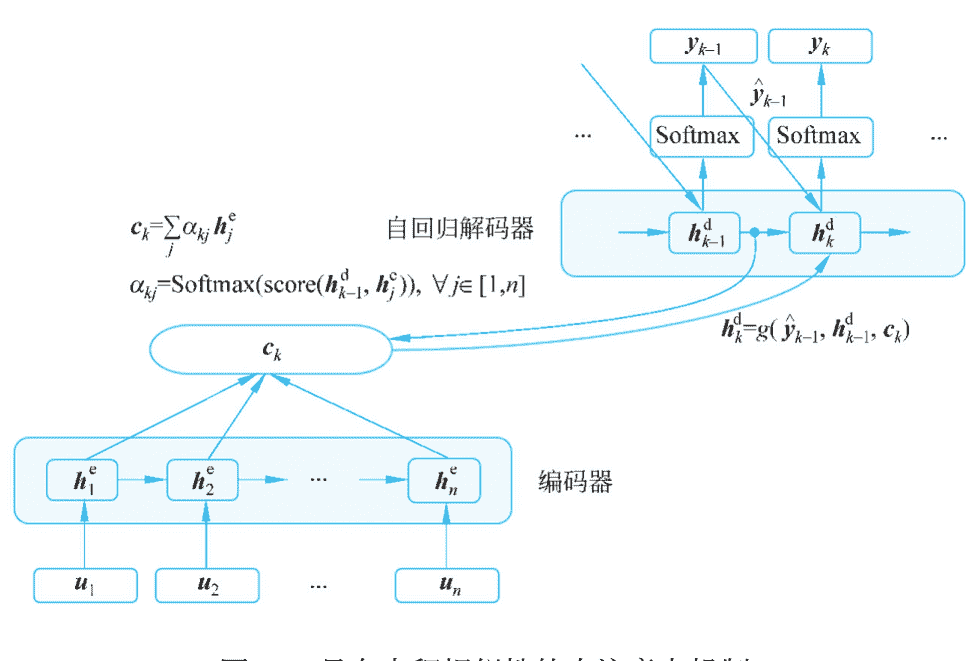 y_{k-1} y_k
ŷ_{k-1}
... Softmax Softmax ...
c_k=∑_j α_{kj} h_j^e
自回归解码器
h_{k-1}^d h_k^d
α_{kj}=Softmax(score(h_{k-1}^d, h_j^e)), ∀j∈[1,n]
h_k^d=g(ŷ_{k-1}, h_{k-1}^d, c_k)
c_k
h_1^e h_2^e ... h_n^e
编码器
u_1 u_2 ... u_n